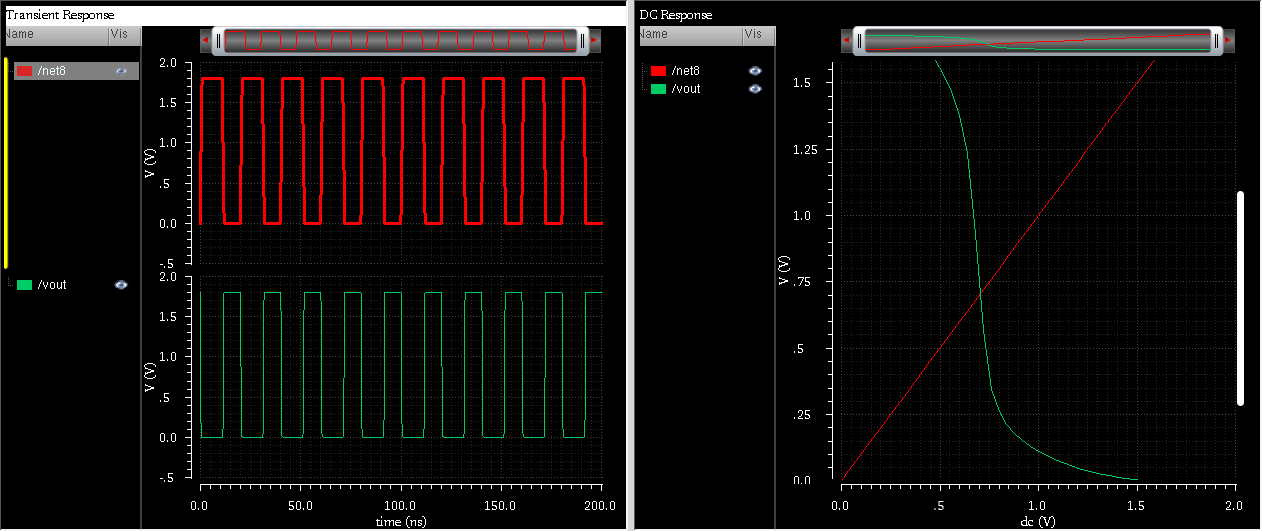 Transient Response
Name Vis
/net8
/vout
2.0
1.5
1.0
.5
0.0
-.5
V (V)
2.0
1.5
1.0
.5
0.0
-.5
V (V)
0.0 50.0 100.0 150.0 200.0
time (ns)
DC Response
Name Vis
/net8
/vout
1.5
1.25
1.0
.75
.5
.25
0.0
V (V)
0.0 .5 1.0 1.5 2.0
dc (V)